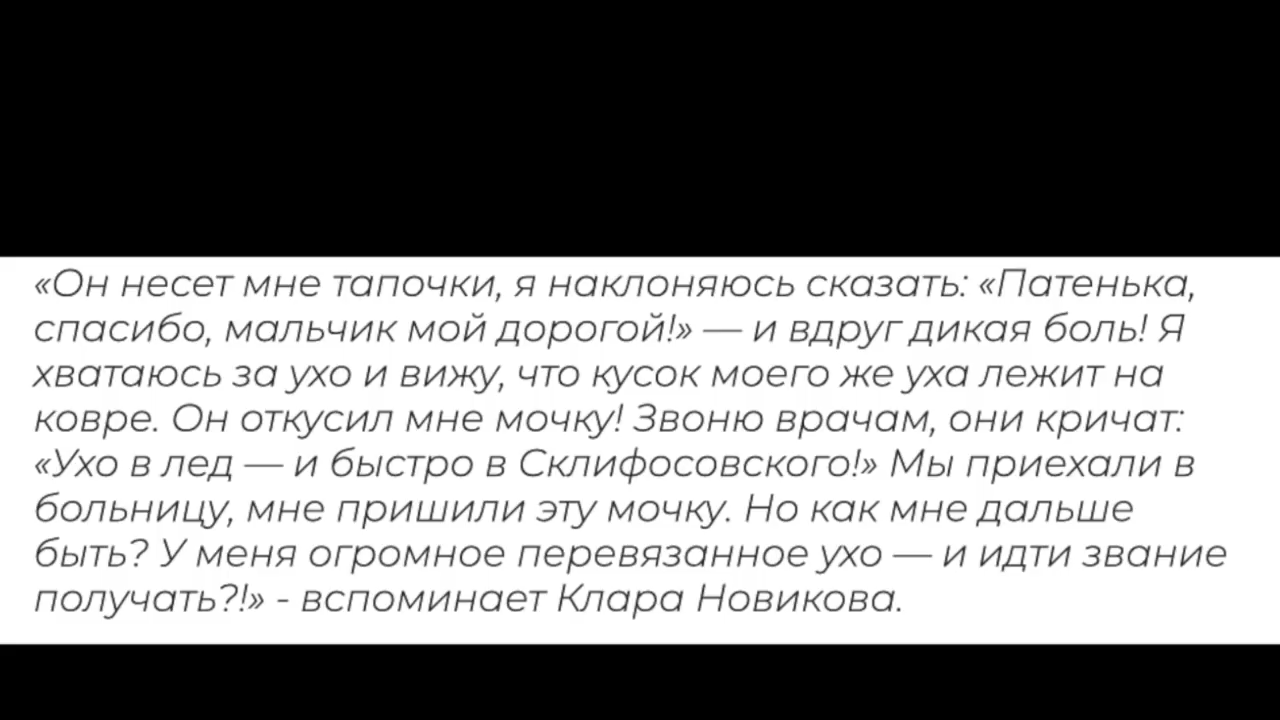 «Он несет мне тапочки, я наклоняюсь сказать: «Патенька,
спасибо, мальчик мой дорогой!» — и вдруг дикая боль! Я
хватаюсь за ухо и вижу, что кусок моего же уха лежит на
ковре. Он откусил мне мочку! Звоню врачам, они кричат:
«Ухо в лед — и быстро в Склифосовского!» Мы приехали в
больницу, мне пришили эту мочку. Но как мне дальше
быть? У меня огромное перевязанное ухо — и идти звание
получать?!» - вспоминает Клара Новикова.